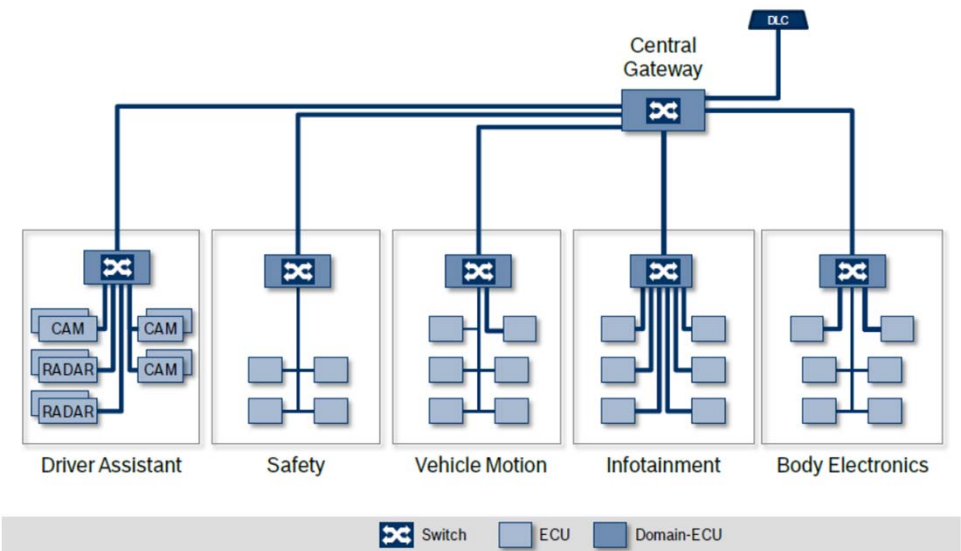 DLC
Central
Gateway
CAM
CAM
RADAR
CAM
RADAR
Driver Assistant
Safety
Vehicle Motion
Infotainment
Body Electronics
Switch
ECU
Domain-ECU